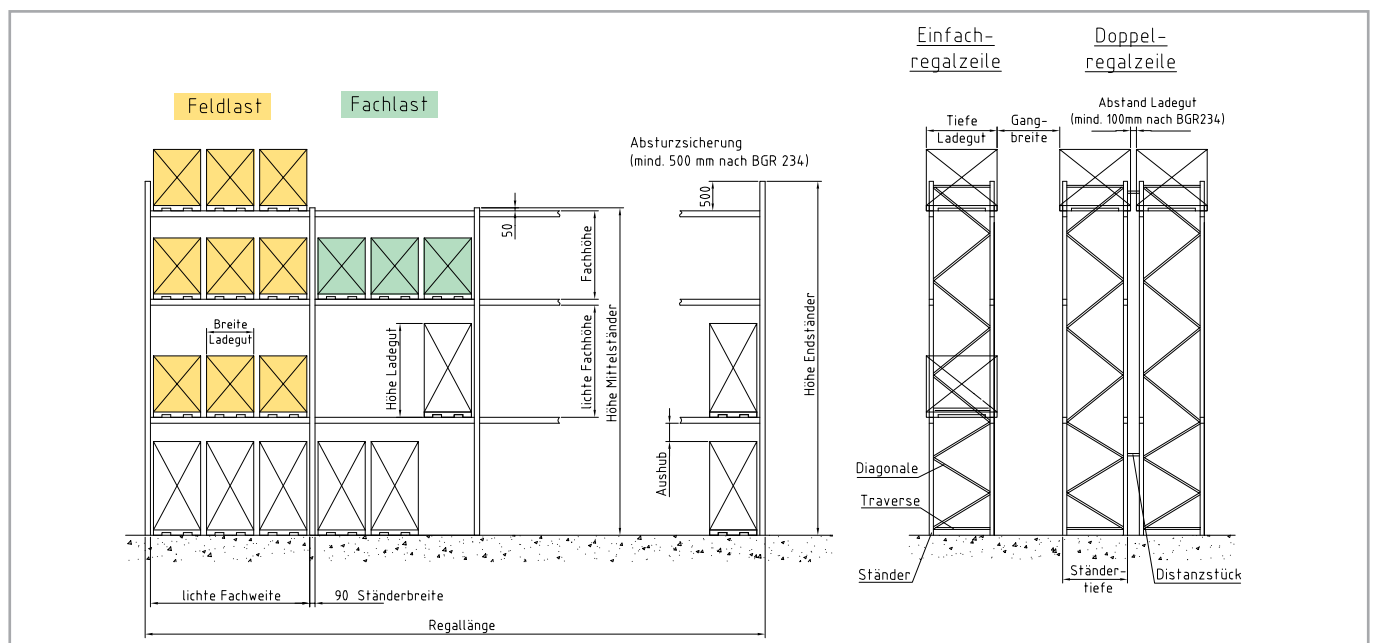 Einfach-
regalzeile
Doppel-
regalzeile
Feldlast
Fachlast
Absturzsicherung
(mind. 500 mm nach BGR 234)
Tiefe
Ladegut
Gang-
breite
Abstand Ladegut
(mind. 100mm nach BGR234)
500
50
Fachhöhe
Breite
Ladegut
Höhe Ladegut
lichte Fachhöhe
Höhe Mittelständer
Höhe Endständer
Aushub
Diagonale
Traverse
Ständer
Ständer-
tiefe
Distanzstück
lichte Fachweite
90 Ständerbreite
Regallänge